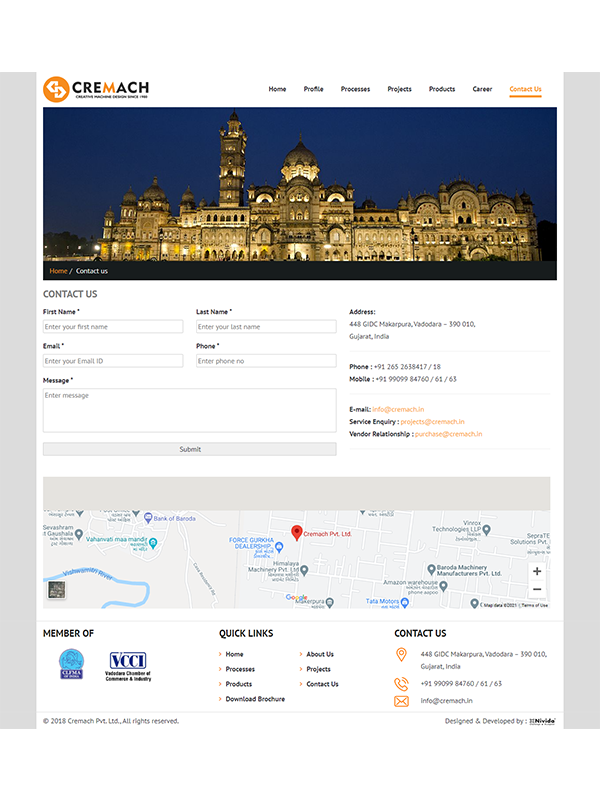 CREMACH
CREATIVE MACHINE DESIGN SINCE 1980
Home Profile Processes Projects Products Career Contact Us
Home / Contact us
CONTACT US
First Name * Last Name *
Enter your first name Enter your last name
Email * Phone *
Enter your Email ID Enter phone no
Message *
Enter message
Submit
Address:
448 GIDC Makarpura, Vadodara – 390 010,
Gujarat, India
Phone : +91 265 2638417 / 18
Mobile : +91 99099 84760 / 61 / 63
E-mail: info@cremach.in
Service Enquiry : projects@cremach.in
Vendor Relationship : purchase@cremach.in
Bank of Baroda
Sevashram
Gaushala
Vahanvati maa mandir
Vishwamitri River
FORCE GURKHA
DEALERSHIP
Cremach Pvt. Ltd.
Himalaya
Machinery Pvt Ltd.
Vinrox
Technologies LLP
SepraTE
Solutions P
Baroda Machinery
Manufacturers Pvt. Ltd.
Amazon warehouse
Google
Makerpura
Tata Motors
+
−
Map data ©2021 Terms of Use
MEMBER OF
CLFMA
OF INDIA
VCCI
Vadodara Chamber of
Commerce & Industry
QUICK LINKS
Home About Us
Processes Projects
Products Contact Us
Download Brochure
CONTACT US
448 GIDC Makarpura, Vadodara – 390 010,
Gujarat, India
+91 99099 84760 / 61 / 63
info@cremach.in
© 2018 Cremach Pvt. Ltd., All rights reserved.
Designed & Developed by : Nivida